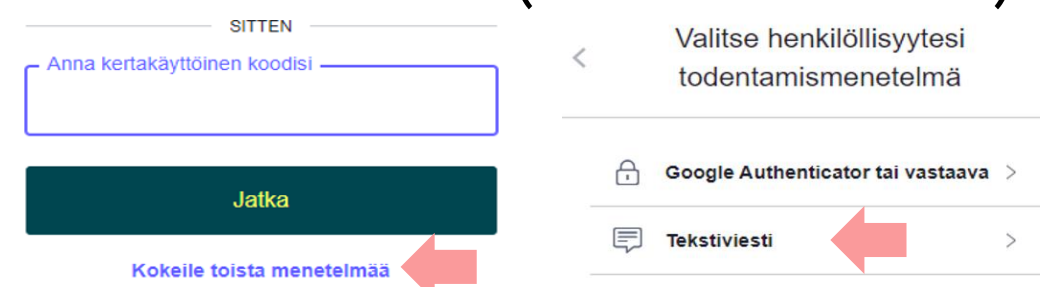 SITTEN
Anna kertakäyttöinen koodisi
Jatka
Kokeile toista menetelmää
Valitse henkilöllisyytesi
todentamismenetelmä
Google Authenticator tai vastaava
Tekstiviesti